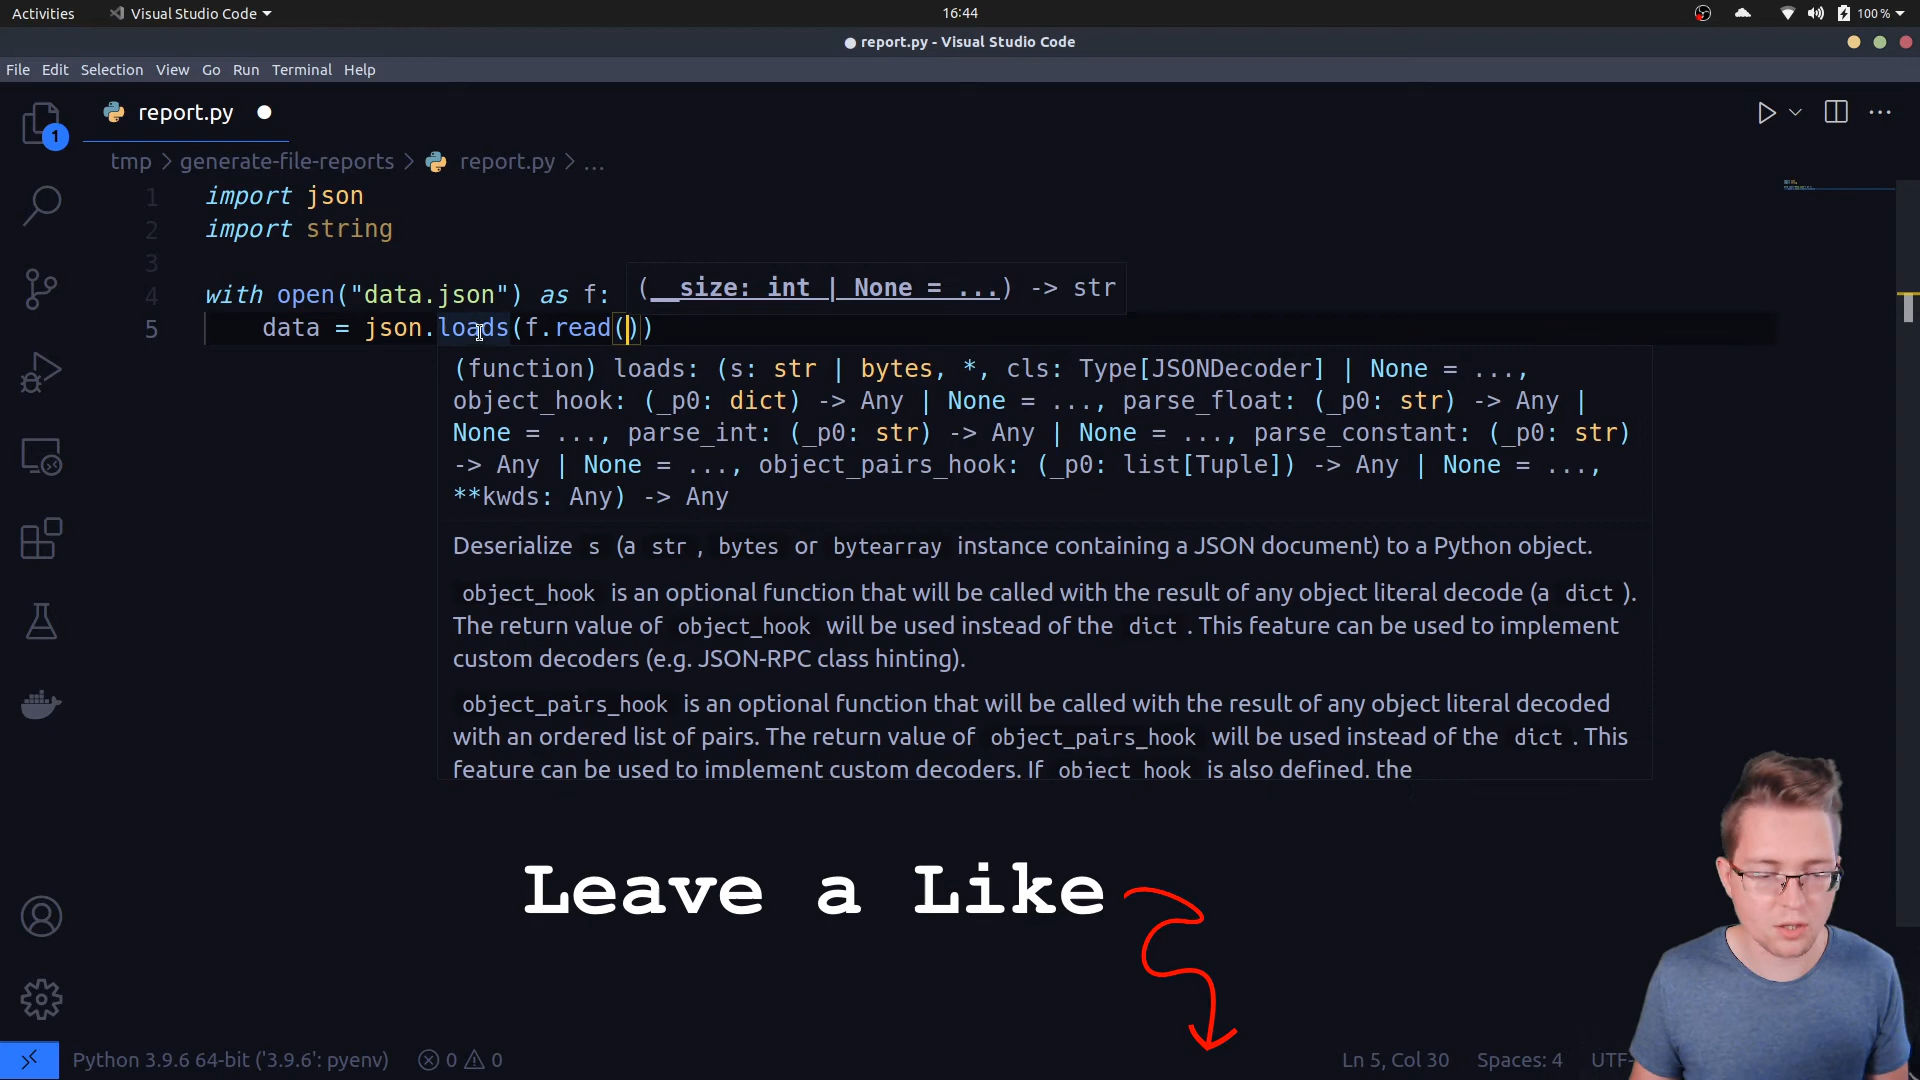 Activities Visual Studio Code 16:44 100 %
● report.py - Visual Studio Code
File Edit Selection View Go Run Terminal Help
report.py
1
tmp > generate-file-reports > report.py > ...
1 import json
2 import string
3
4 with open("data.json") as f:
(__size: int | None = ...) -> str
5 data = json.loads(f.read())
(function) loads: (s: str | bytes, *, cls: Type[JSONDecoder] | None = ...,
object_hook: (_p0: dict) -> Any | None = ..., parse_float: (_p0: str) -> Any |
None = ..., parse_int: (_p0: str) -> Any | None = ..., parse_constant: (_p0: str)
-> Any | None = ..., object_pairs_hook: (_p0: list[Tuple]) -> Any | None = ...,
**kwds: Any) -> Any
Deserialize s (a str , bytes or bytearray instance containing a JSON document) to a Python object.
object_hook is an optional function that will be called with the result of any object literal decode (a dict ).
The return value of object_hook will be used instead of the dict . This feature can be used to implement
custom decoders (e.g. JSON-RPC class hinting).
object_pairs_hook is an optional function that will be called with the result of any object literal decoded
with an ordered list of pairs. The return value of object_pairs_hook will be used instead of the dict . This
feature can be used to implement custom decoders. If object_hook is also defined, the
Leave a Like
Python 3.9.6 64-bit ('3.9.6': pyenv) 0 0 Ln 5, Col 30 Spaces: 4 UTF-